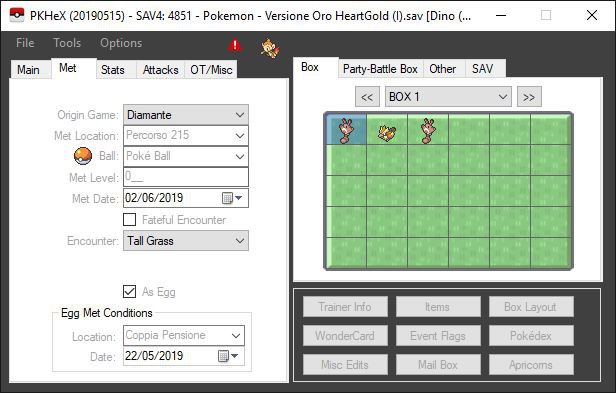 PKHeX (20190515) - SAV4: 4851 - Pokemon - Versione Oro HeartGold (I).sav [Dino (...
File Tools Options
Main Met Stats Attacks OT/Misc
Origin Game: Diamante
Met Location: Percorso 215
Ball: Poké Ball
Met Level: 0__
Met Date: 02/06/2019
Fateful Encounter
Encounter: Tall Grass
As Egg
Egg Met Conditions
Location: Coppia Pensione
Date: 22/05/2019
Box Party-Battle Box Other SAV
<< BOX 1 >>
Trainer Info Items Box Layout
WonderCard Event Flags Pokédex
Misc Edits Mail Box Apricorns